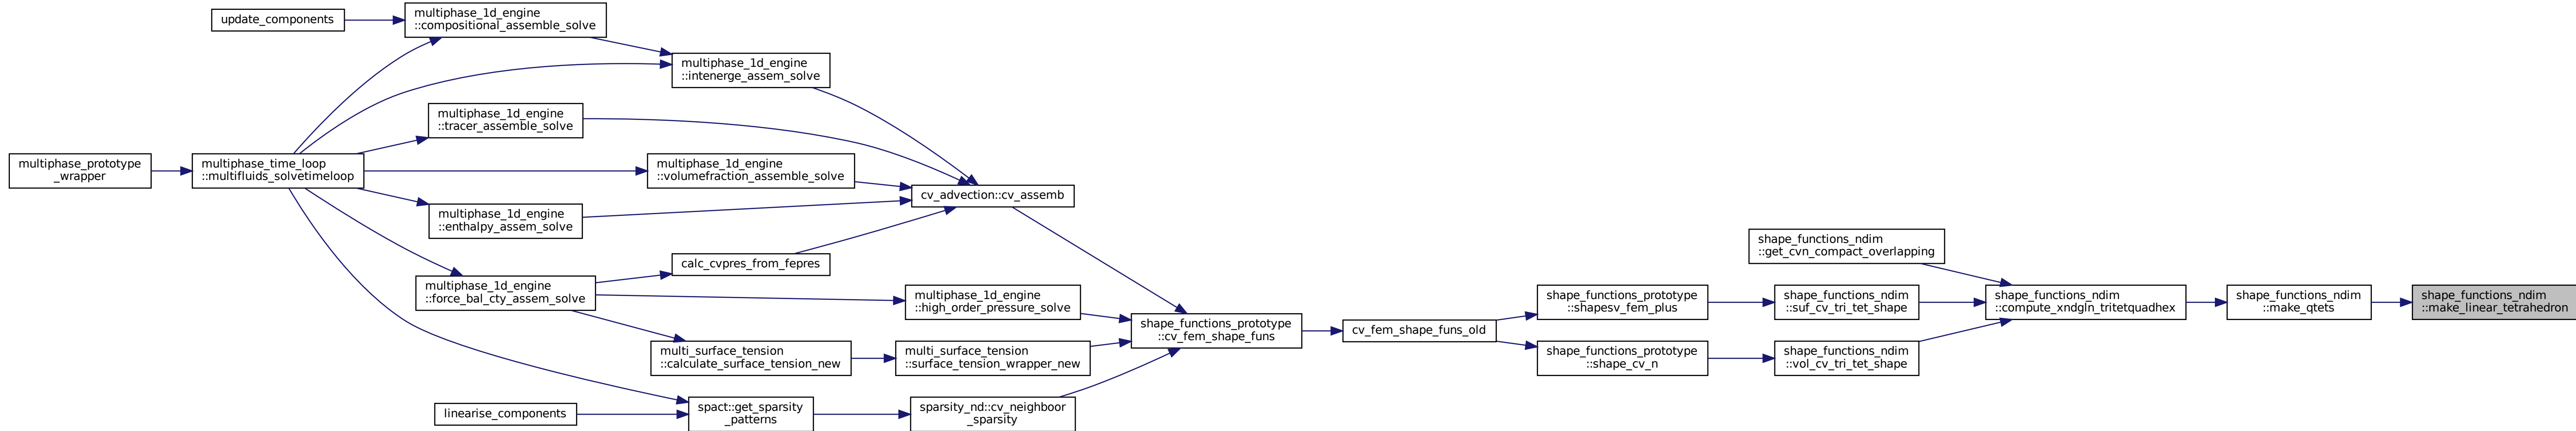 update_components
multiphase_1d_engine
::compositional_assemble_solve
multiphase_1d_engine
::intenerge_assem_solve
multiphase_1d_engine
::tracer_assemble_solve
multiphase_prototype
_wrapper
multiphase_time_loop
::multifluids_solvetimeloop
multiphase_1d_engine
::volumefraction_assemble_solve
cv_advection::cv_assemb
multiphase_1d_engine
::enthalpy_assem_solve
calc_cvpres_from_fepres
multiphase_1d_engine
::force_bal_cty_assem_solve
multiphase_1d_engine
::high_order_pressure_solve
multi_surface_tension
::calculate_surface_tension_new
multi_surface_tension
::surface_tension_wrapper_new
linearise_components
spact::get_sparsity
_patterns
sparsity_nd::cv_neighboor
_sparsity
shape_functions_prototype
::cv_fem_shape_funs
cv_fem_shape_funs_old
shape_functions_prototype
::shapesv_fem_plus
shape_functions_prototype
::shape_cv_n
shape_functions_ndim
::get_cvn_compact_overlapping
shape_functions_ndim
::suf_cv_tri_tet_shape
shape_functions_ndim
::vol_cv_tri_tet_shape
shape_functions_ndim
::compute_xndgln_tritetquadhex
shape_functions_ndim
::make_qtets
shape_functions_ndim
::make_linear_tetrahedron